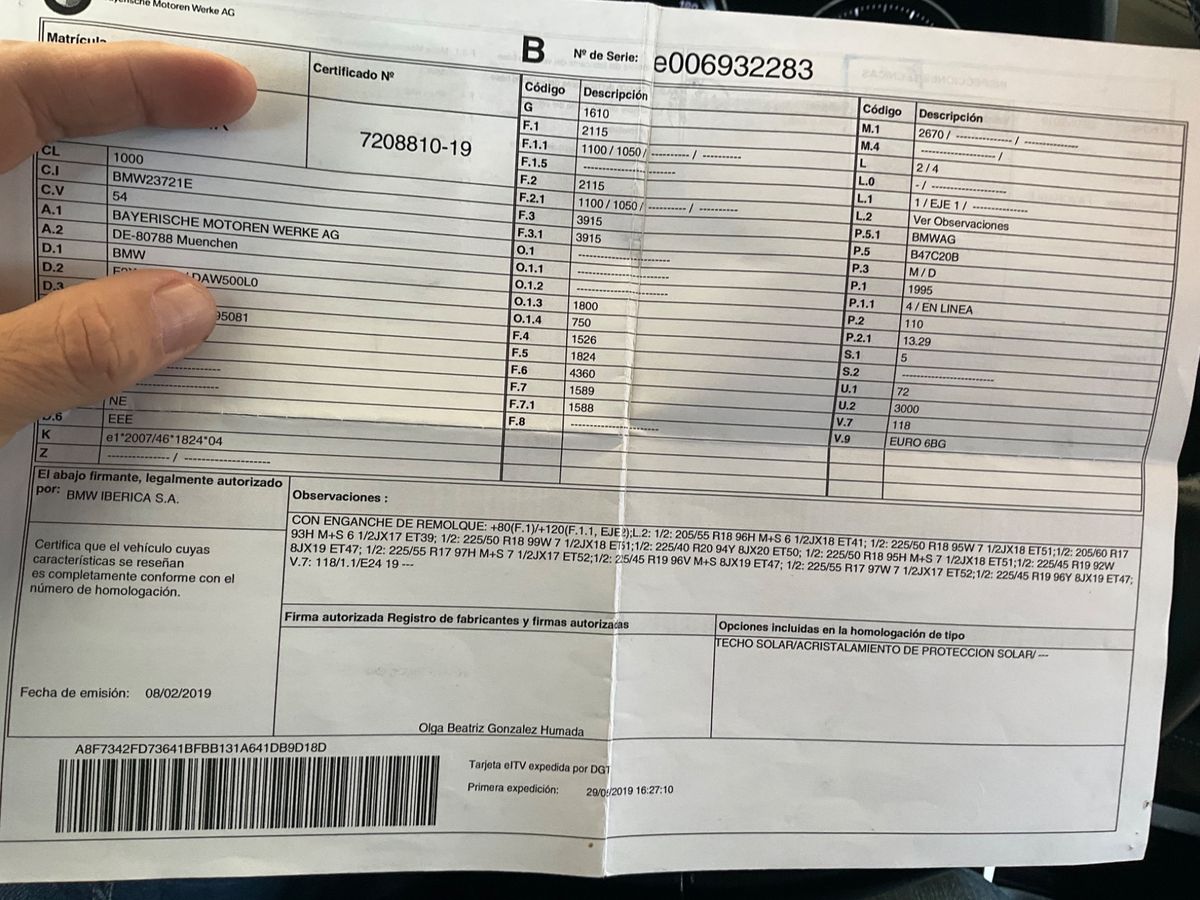 Bayerische Motoren Werke AG
B Nº de Serie: e006932283
Matrícula
Certificado Nº
7208810-19
CL 1000
C.I BMW23721E
C.V 54
A.1 BAYERISCHE MOTOREN WERKE AG
A.2 DE-80788 Muenchen
D.1 BMW
D.2 DAW500L0
D.3
95081
--------------
--------------
NE
D.6 EEE
K e1*2007/46*1824*04
Z -------------- / --------------
Código Descripción
G 1610
F.1 2115
F.1.1 1100 / 1050 / ---------- / ----------
F.1.5 --------------
F.2 2115
F.2.1 1100 / 1050 / ---------- / ----------
F.3 3915
F.3.1 3915
O.1 --------------
O.1.1 --------------
O.1.2 --------------
O.1.3 1800
O.1.4 750
F.4 1526
F.5 1824
F.6 4360
F.7 1589
F.7.1 1588
F.8 --------------
Código Descripción
M.1 2670 / -------------- / --------------
M.4 -------------- /
L 2 / 4
L.0 - / --------------
L.1 1 / EJE 1 / --------------
L.2 Ver Observaciones
P.5.1 BMWAG
P.5 B47C20B
P.3 M / D
P.1 1995
P.1.1 4 / EN LINEA
P.2 110
P.2.1 13.29
S.1 5
S.2 --------------
U.1 72
U.2 3000
V.7 118
V.9 EURO 6BG
El abajo firmante, legalmente autorizado
por: BMW IBERICA S.A.
Certifica que el vehículo cuyas
características se reseñan
es completamente conforme con el
número de homologación.
Fecha de emisión: 08/02/2019
Observaciones :
CON ENGANCHE DE REMOLQUE: +80(F.1)/+120(F.1.1, EJE2);L.2: 1/2: 205/55 R18 96H M+S 6 1/2JX18 ET41; 1/2: 225/50 R18 95W 7 1/2JX18 ET51;1/2: 205/60 R17
93H M+S 6 1/2JX17 ET39; 1/2: 225/50 R18 99W 7 1/2JX18 ET51;1/2: 225/40 R20 94Y 8JX20 ET50; 1/2: 225/50 R18 95H M+S 7 1/2JX18 ET51;1/2: 225/45 R19 92W
8JX19 ET47; 1/2: 225/55 R17 97H M+S 7 1/2JX17 ET52;1/2: 225/45 R19 96V M+S 8JX19 ET47; 1/2: 225/55 R17 97W 7 1/2JX17 ET52;1/2: 225/45 R19 96Y 8JX19 ET47;
V.7: 118/1.1/E24 19 ---
Firma autorizada Registro de fabricantes y firmas autorizadas
Olga Beatriz Gonzalez Humada
Opciones incluidas en la homologación de tipo
TECHO SOLAR/ACRISTALAMIENTO DE PROTECCION SOLAR/ ---
A8F7342FD73641BFBB131A641DB9D18D
Tarjeta eITV expedida por DGT
Primera expedición: 2019 16:27:10